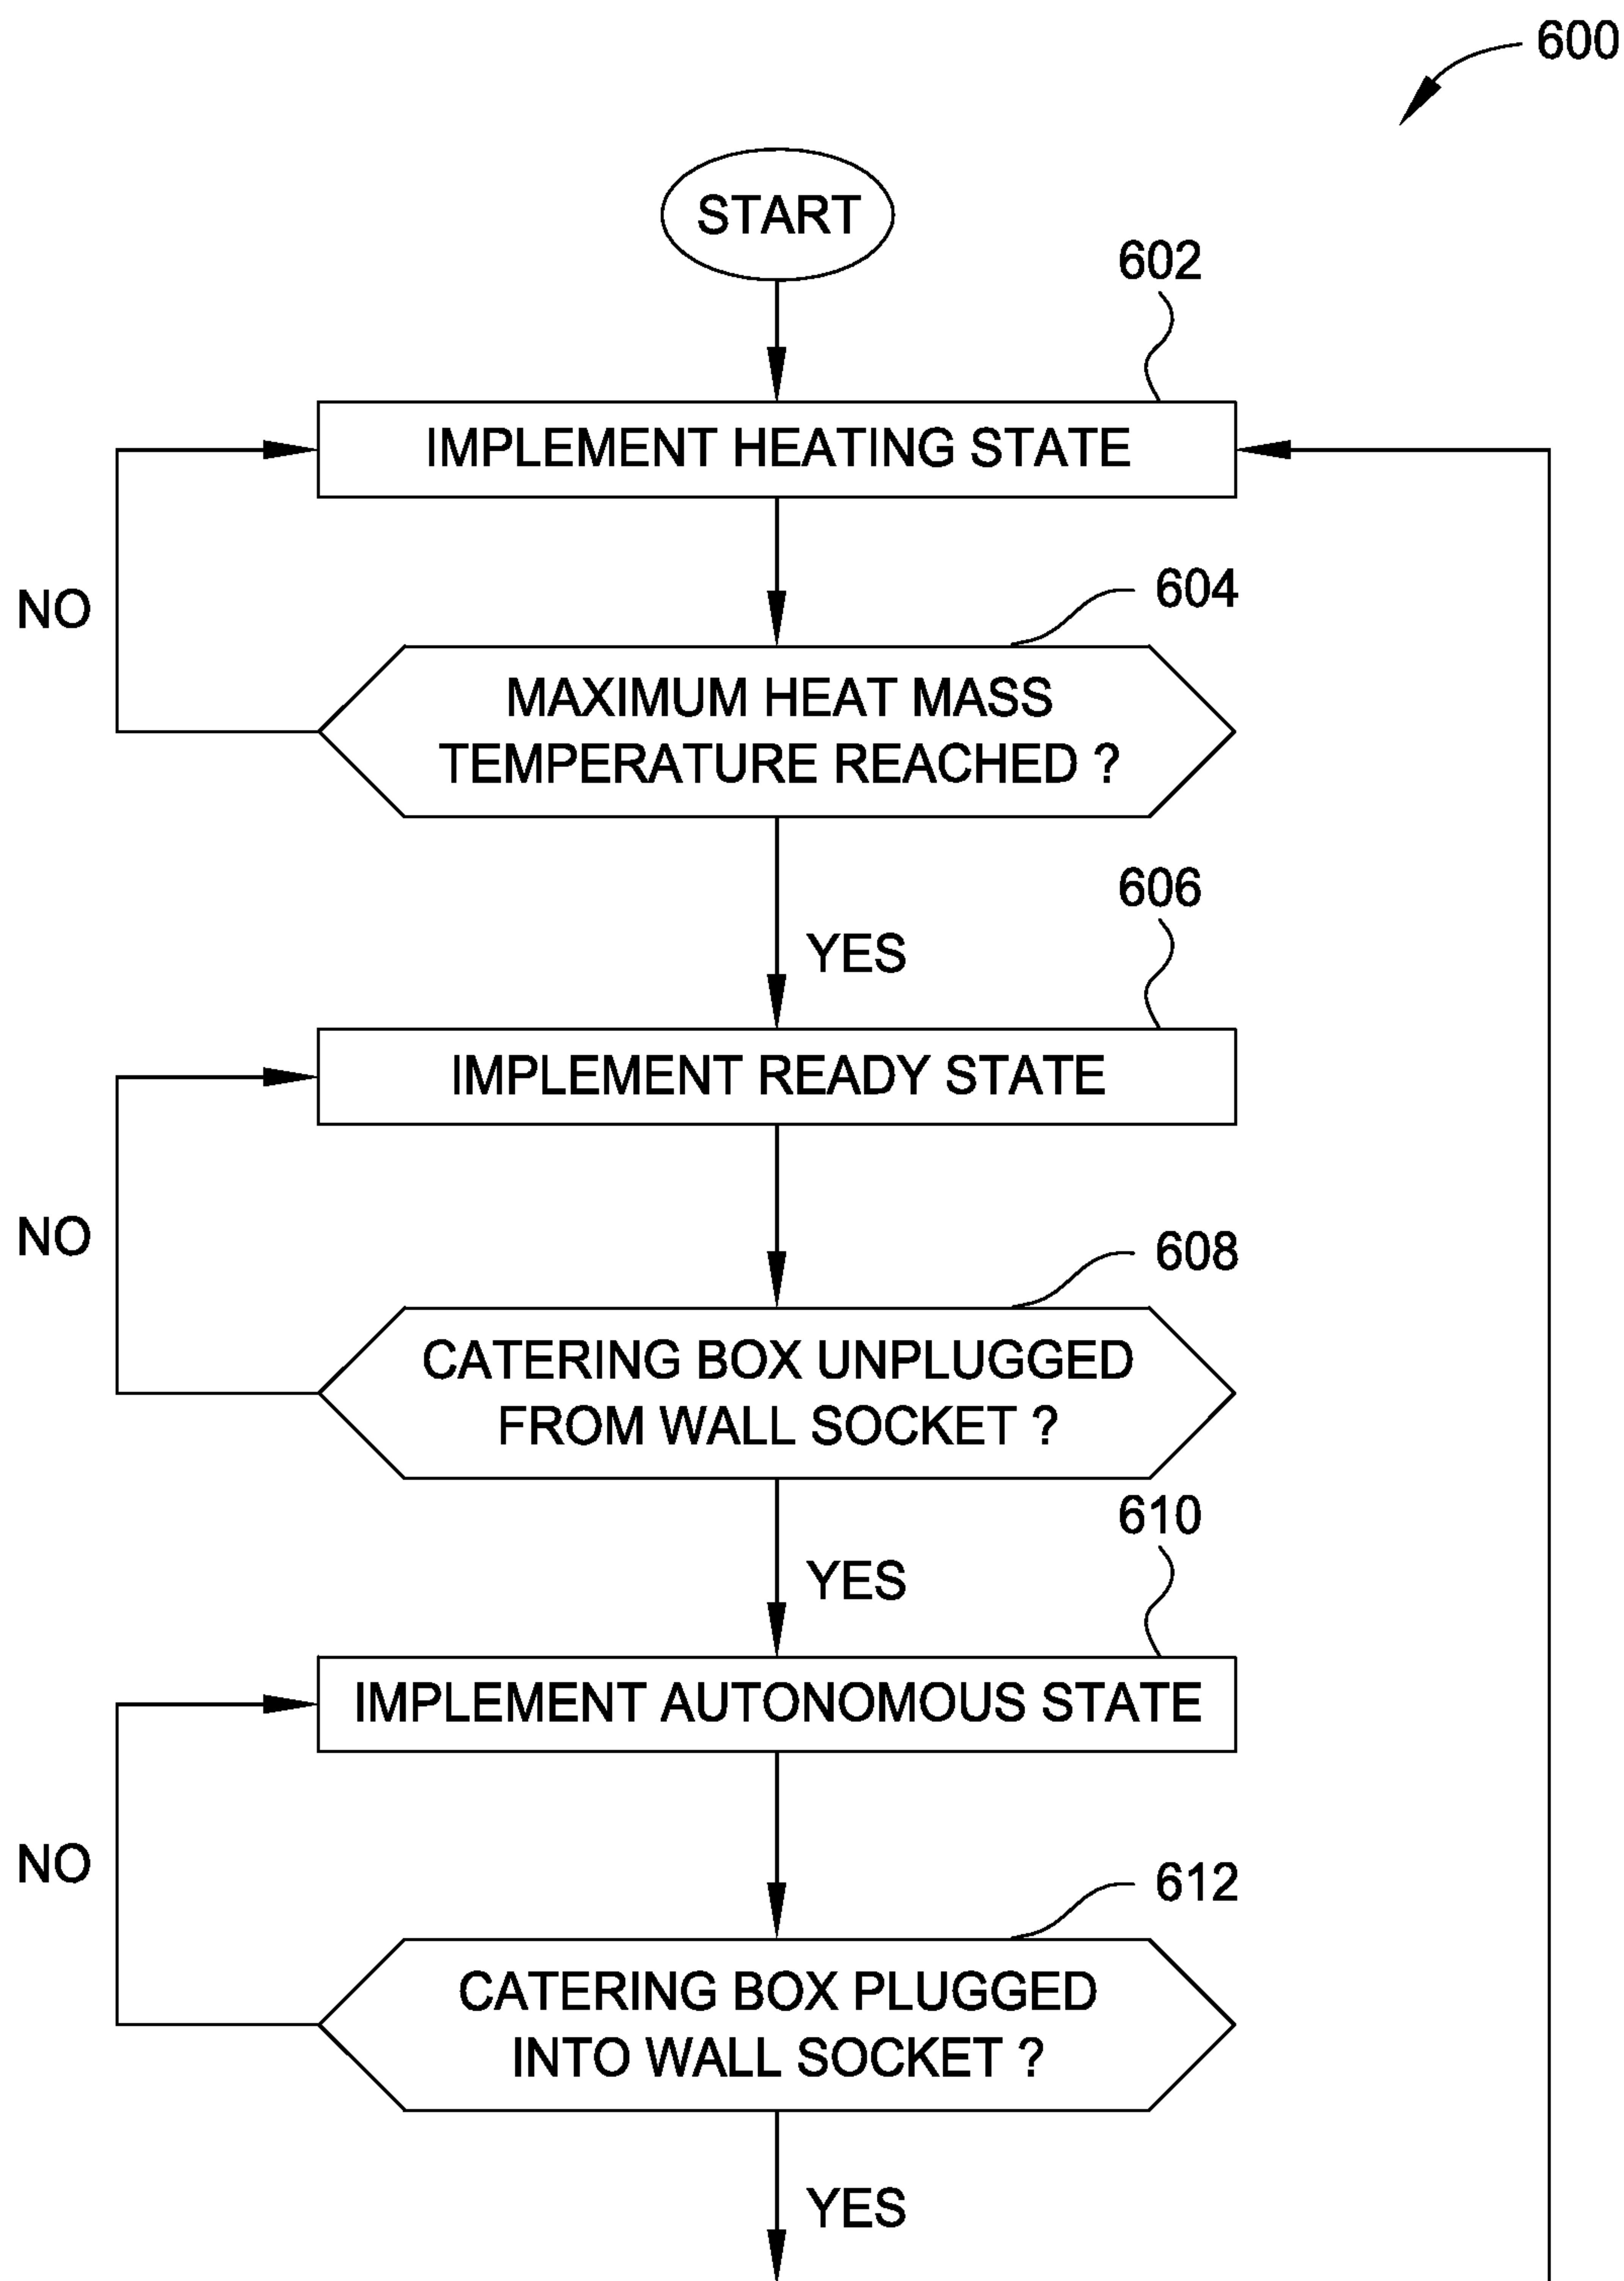 600
START
602
IMPLEMENT HEATING STATE
NO
604
MAXIMUM HEAT MASS
TEMPERATURE REACHED ?
606
YES
IMPLEMENT READY STATE
NO
608
CATERING BOX UNPLUGGED
FROM WALL SOCKET ?
610
YES
IMPLEMENT AUTONOMOUS STATE
NO
612
CATERING BOX PLUGGED
INTO WALL SOCKET ?
YES